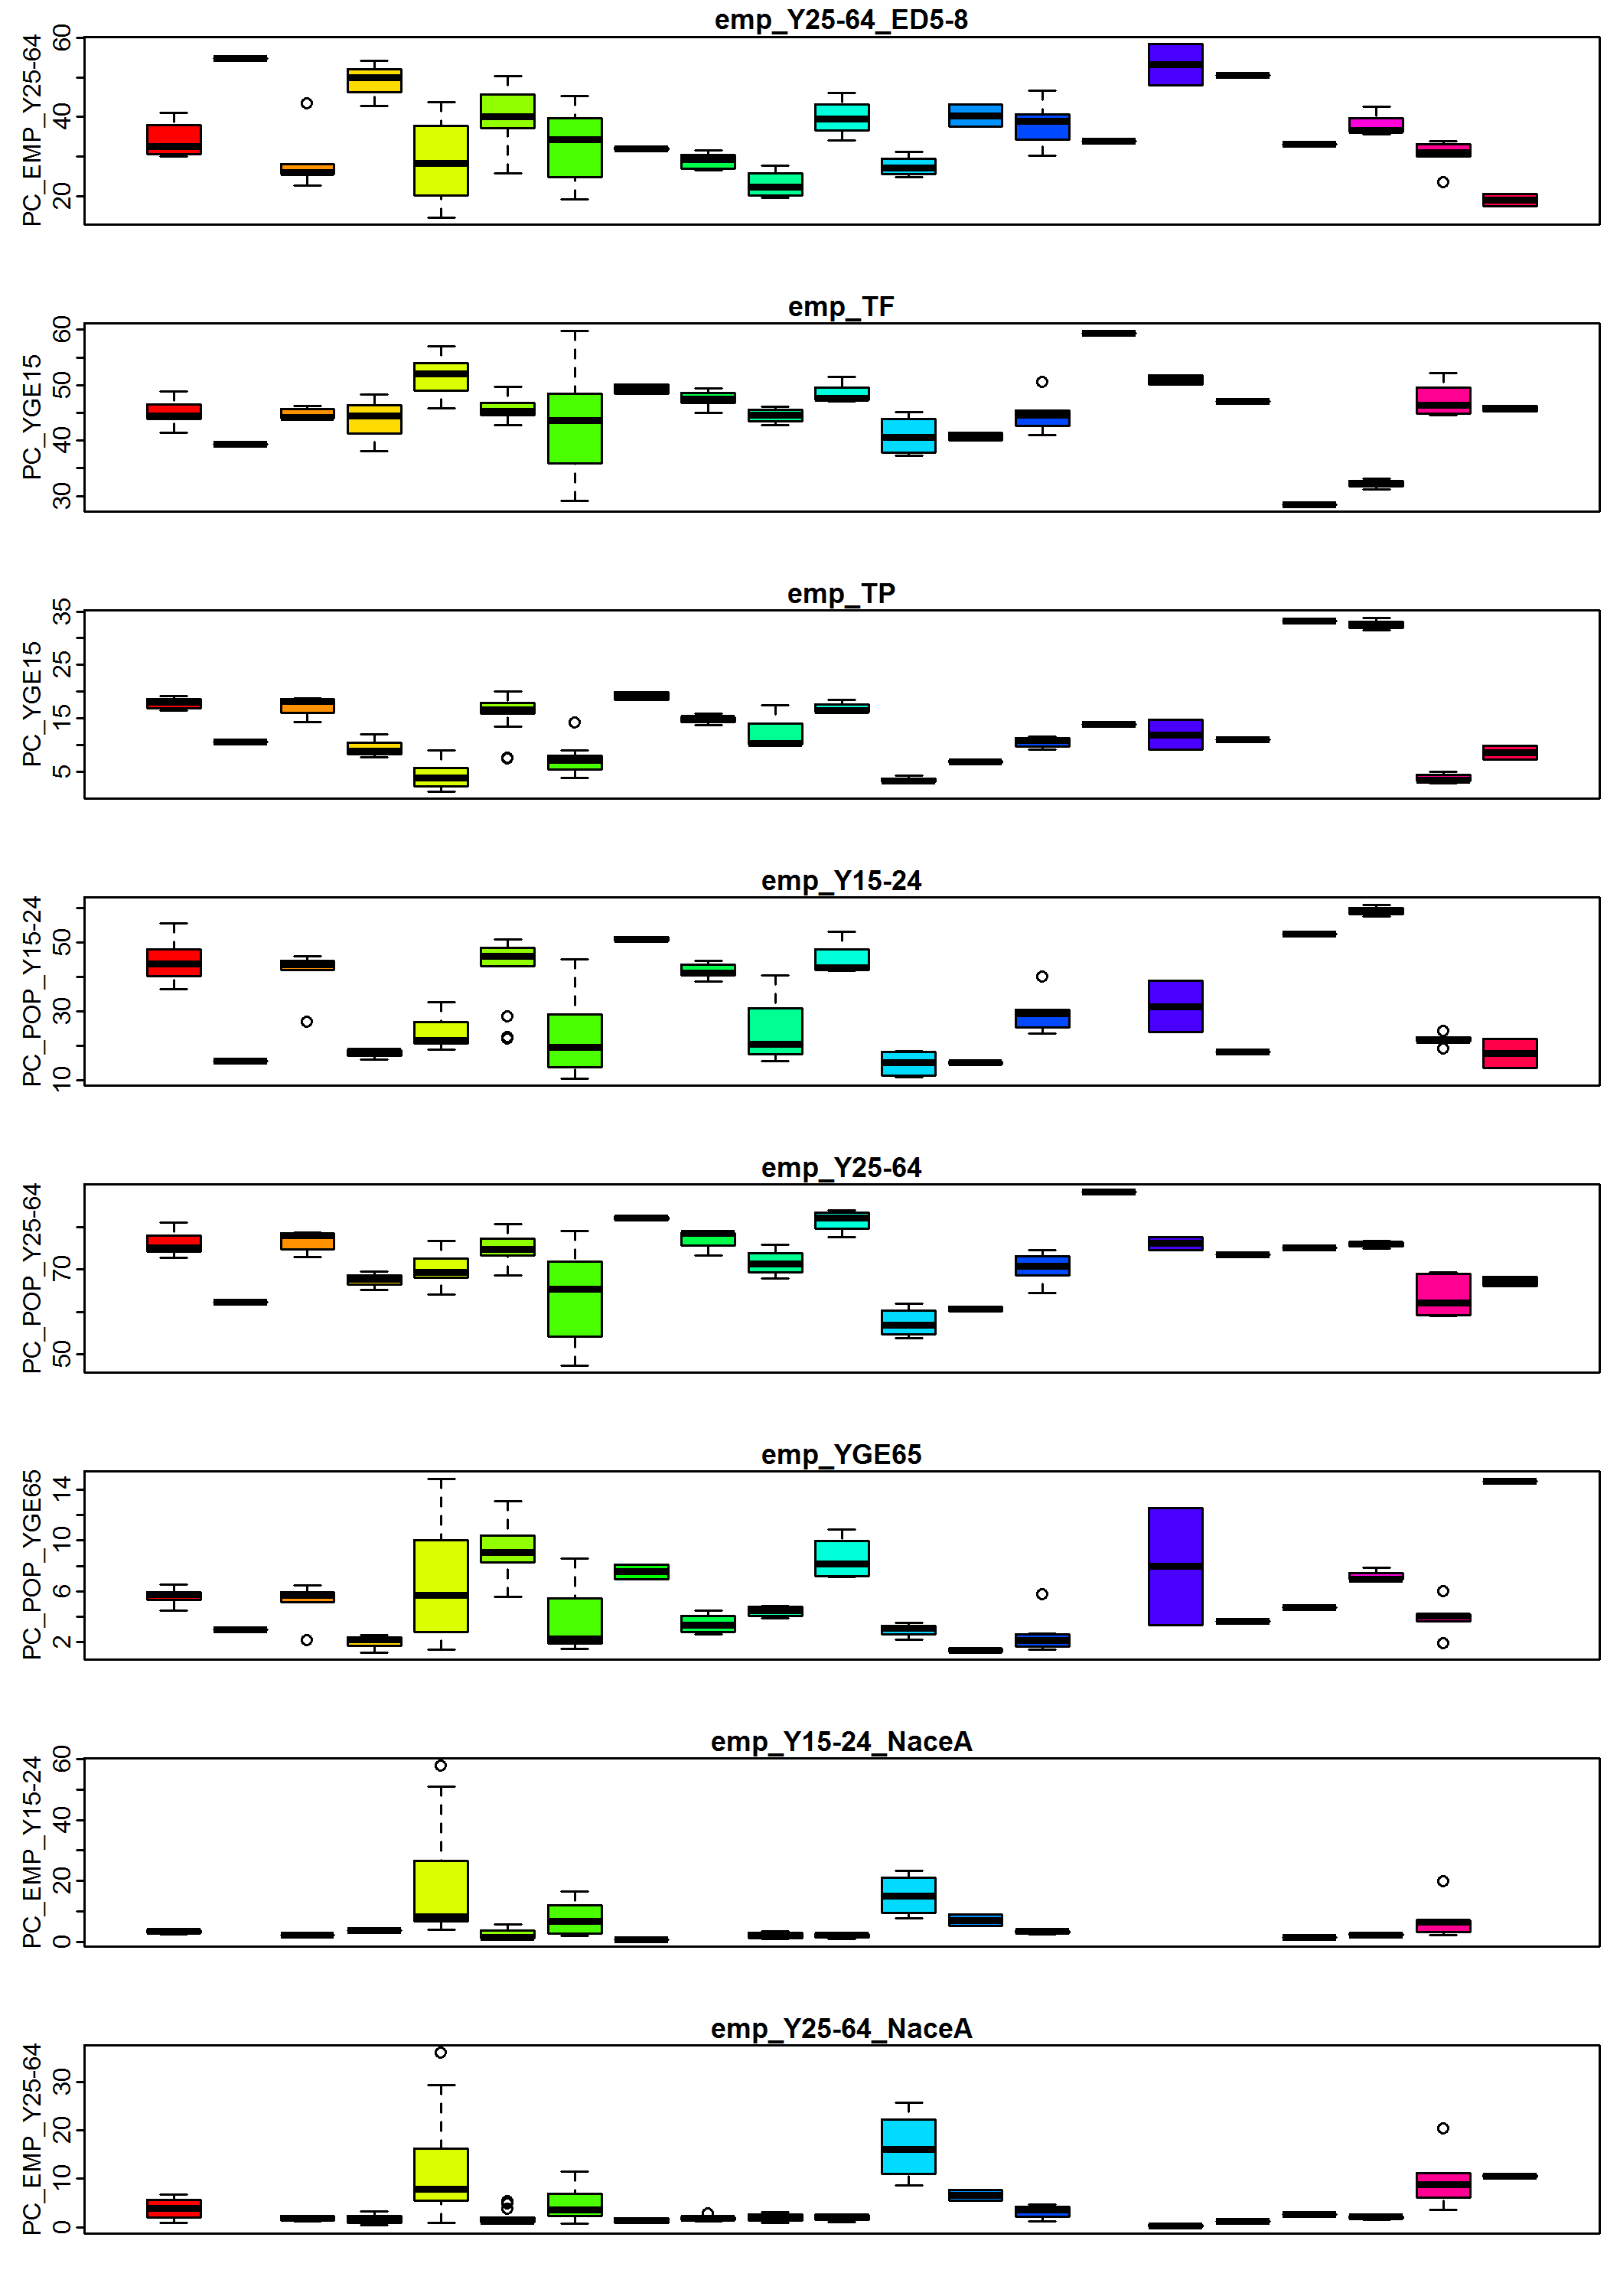 emp_Y25-64_ED5-8
PC_EMP_Y25-64
20 40 60
emp_TF
PC_YGE15
30 40 50 60
emp_TP
PC_YGE15
5 15 25 35
emp_Y15-24
PC_POP_Y15-24
10 30 50
emp_Y25-64
PC_POP_Y25-64
50 70
emp_YGE65
PC_POP_YGE65
2 6 10 14
emp_Y15-24_NaceA
PC_EMP_Y15-24
0 20 40 60
emp_Y25-64_NaceA
PC_EMP_Y25-64
0 10 20 30